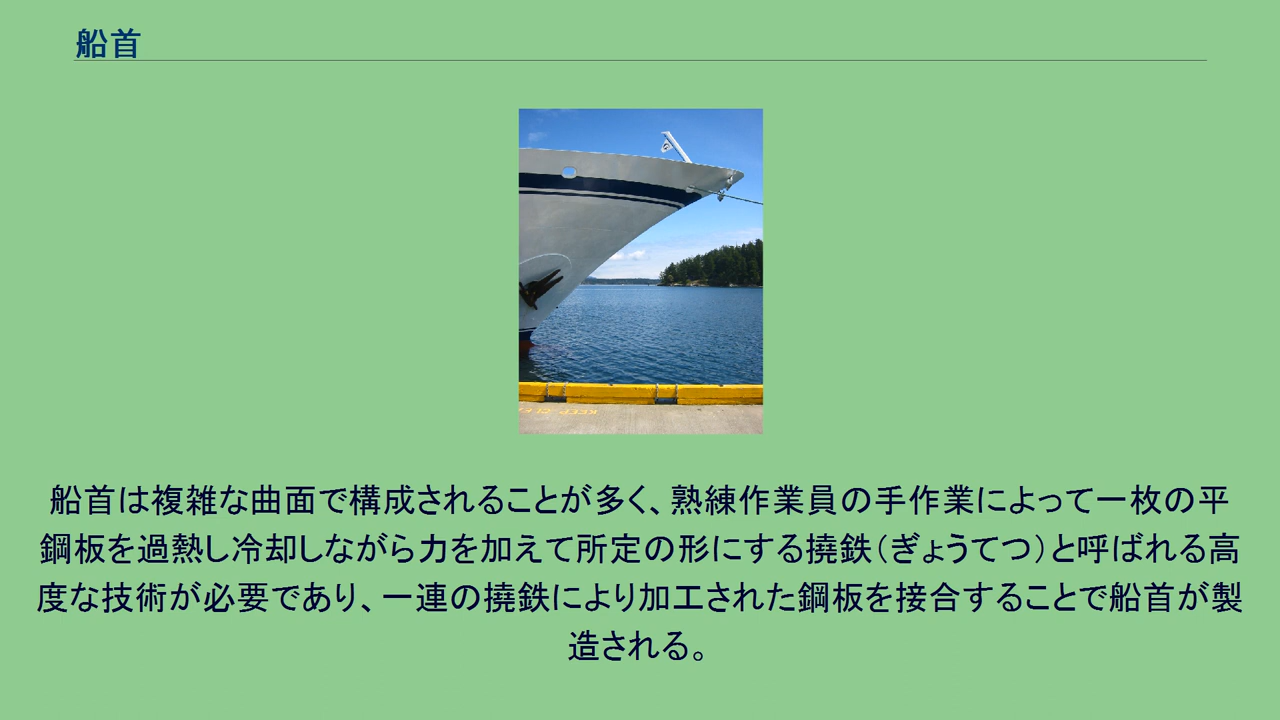 船首
KEEP CLE
船首は複雑な曲面で構成されることが多く、熟練作業員の手作業によって一枚の平
鋼板を過熱し冷却しながら力を加えて所定の形にする撓鉄（ぎょうてつ）と呼ばれる高
度な技術が必要であり、一連の撓鉄により加工された鋼板を接合することで船首が製
造される。